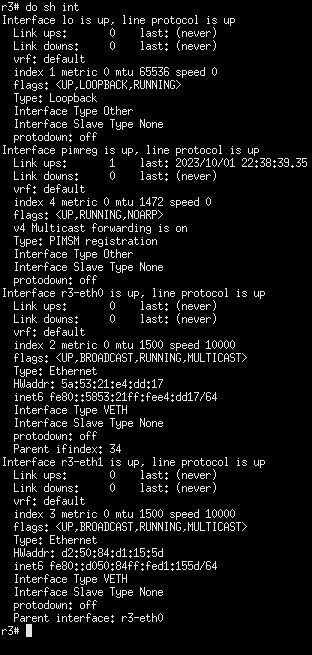 r3# do sh int
Interface lo is up, line protocol is up
  Link ups:       0    last: (never)
  Link downs:     0    last: (never)
  vrf: default
  index 1 metric 0 mtu 65536 speed 0
  flags: <UP,LOOPBACK,RUNNING>
  Type: Loopback
  Interface Type Other
  Interface Slave Type None
  protodown: off
Interface pimreg is up, line protocol is up
  Link ups:       1    last: 2023/10/01 22:38:39.35
  Link downs:     0    last: (never)
  vrf: default
  index 4 metric 0 mtu 1472 speed 0
  flags: <UP,RUNNING,NOARP>
  v4 Multicast forwarding is on
  Type: PIMSM registration
  Interface Type Other
  Interface Slave Type None
  protodown: off
Interface r3-eth0 is up, line protocol is up
  Link ups:       0    last: (never)
  Link downs:     0    last: (never)
  vrf: default
  index 2 metric 0 mtu 1500 speed 10000
  flags: <UP,BROADCAST,RUNNING,MULTICAST>
  Type: Ethernet
  HWaddr: 5a:53:21:e4:dd:17
  inet6 fe80::5853:21ff:fee4:dd17/64
  Interface Type VETH
  Interface Slave Type None
  protodown: off
  Parent ifindex: 34
Interface r3-eth1 is up, line protocol is up
  Link ups:       0    last: (never)
  Link downs:     0    last: (never)
  vrf: default
  index 3 metric 0 mtu 1500 speed 10000
  flags: <UP,BROADCAST,RUNNING,MULTICAST>
  Type: Ethernet
  HWaddr: d2:50:84:d1:15:5d
  inet6 fe80::d050:84ff:fed1:155d/64
  Interface Type VETH
  Interface Slave Type None
  protodown: off
  Parent interface: r3-eth0
r3#